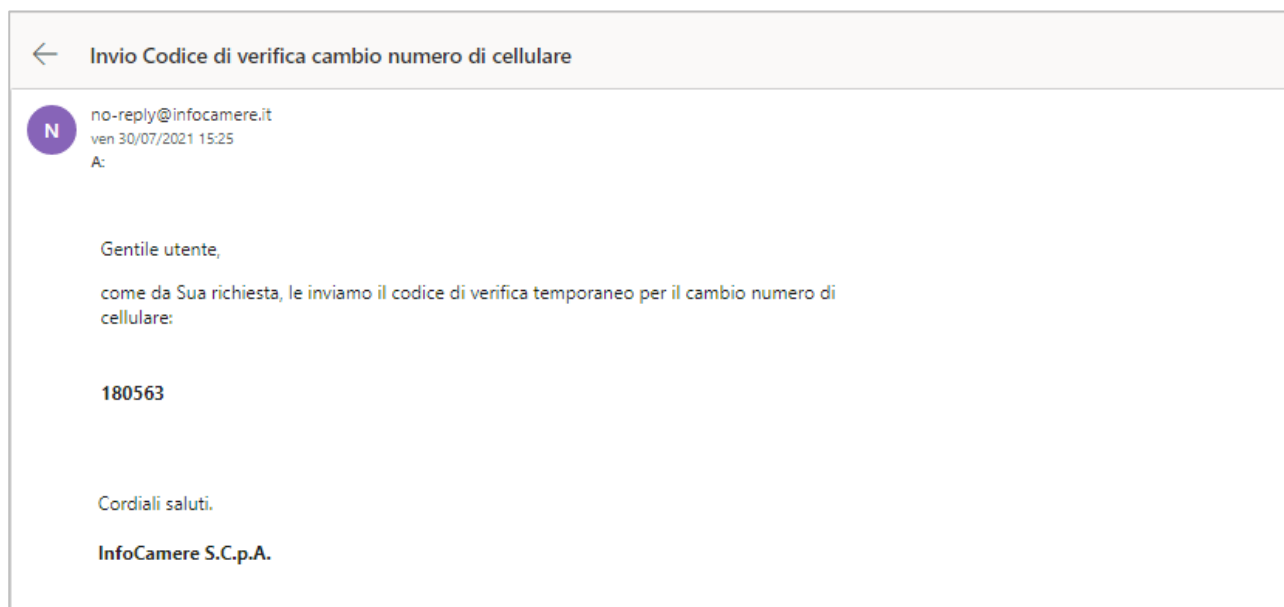 Invio Codice di verifica cambio numero di cellulare
N
no-reply@infocamere.it
ven 30/07/2021 15:25
A:
Gentile utente,
come da Sua richiesta, le inviamo il codice di verifica temporaneo per il cambio numero di
cellulare:
180563
Cordiali saluti.
InfoCamere S.C.p.A.